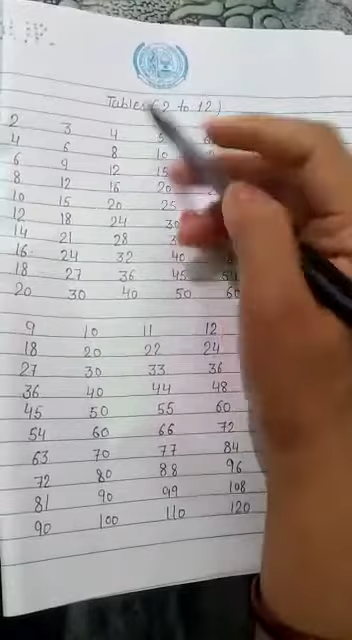 Tables (2 to 12)
2 3 4 5
4 6 8 10
6 9 12 15
8 12 16 20
10 15 20 25
12 18 24 30
14 21 28
16 24 32 40
18 27 36 45 54
20 30 40 50 60
9 10 11 12
18 20 22 24
27 30 33 36
36 40 44 48
45 50 55 60
54 60 66 72
63 70 77 84
72 80 88 96
81 90 99 108
90 100 110 120